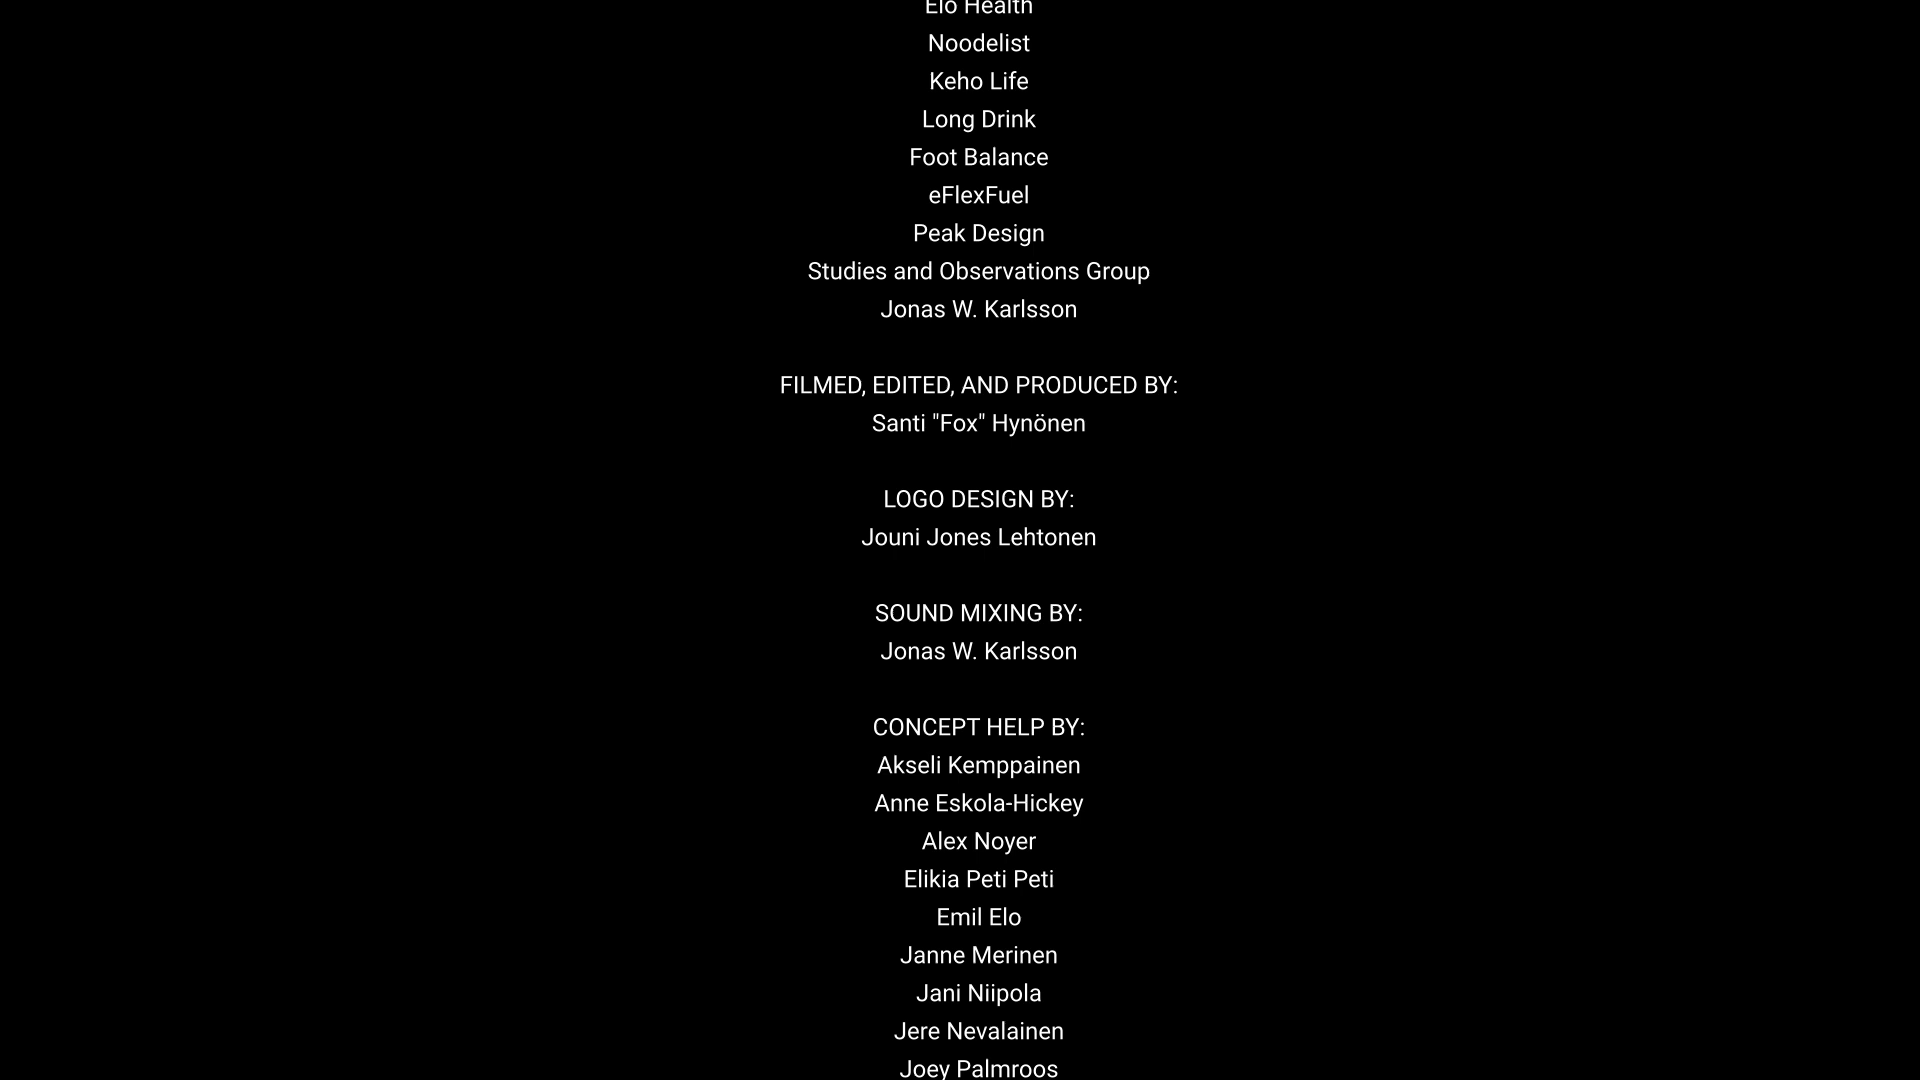 Elo Health
Noodelist
Keho Life
Long Drink
Foot Balance
eFlexFuel
Peak Design
Studies and Observations Group
Jonas W. Karlsson
FILMED, EDITED, AND PRODUCED BY:
Santi "Fox" Hynönen
LOGO DESIGN BY:
Jouni Jones Lehtonen
SOUND MIXING BY:
Jonas W. Karlsson
CONCEPT HELP BY:
Akseli Kemppainen
Anne Eskola-Hickey
Alex Noyer
Elikia Peti Peti
Emil Elo
Janne Merinen
Jani Niipola
Jere Nevalainen
Joey Palmroos